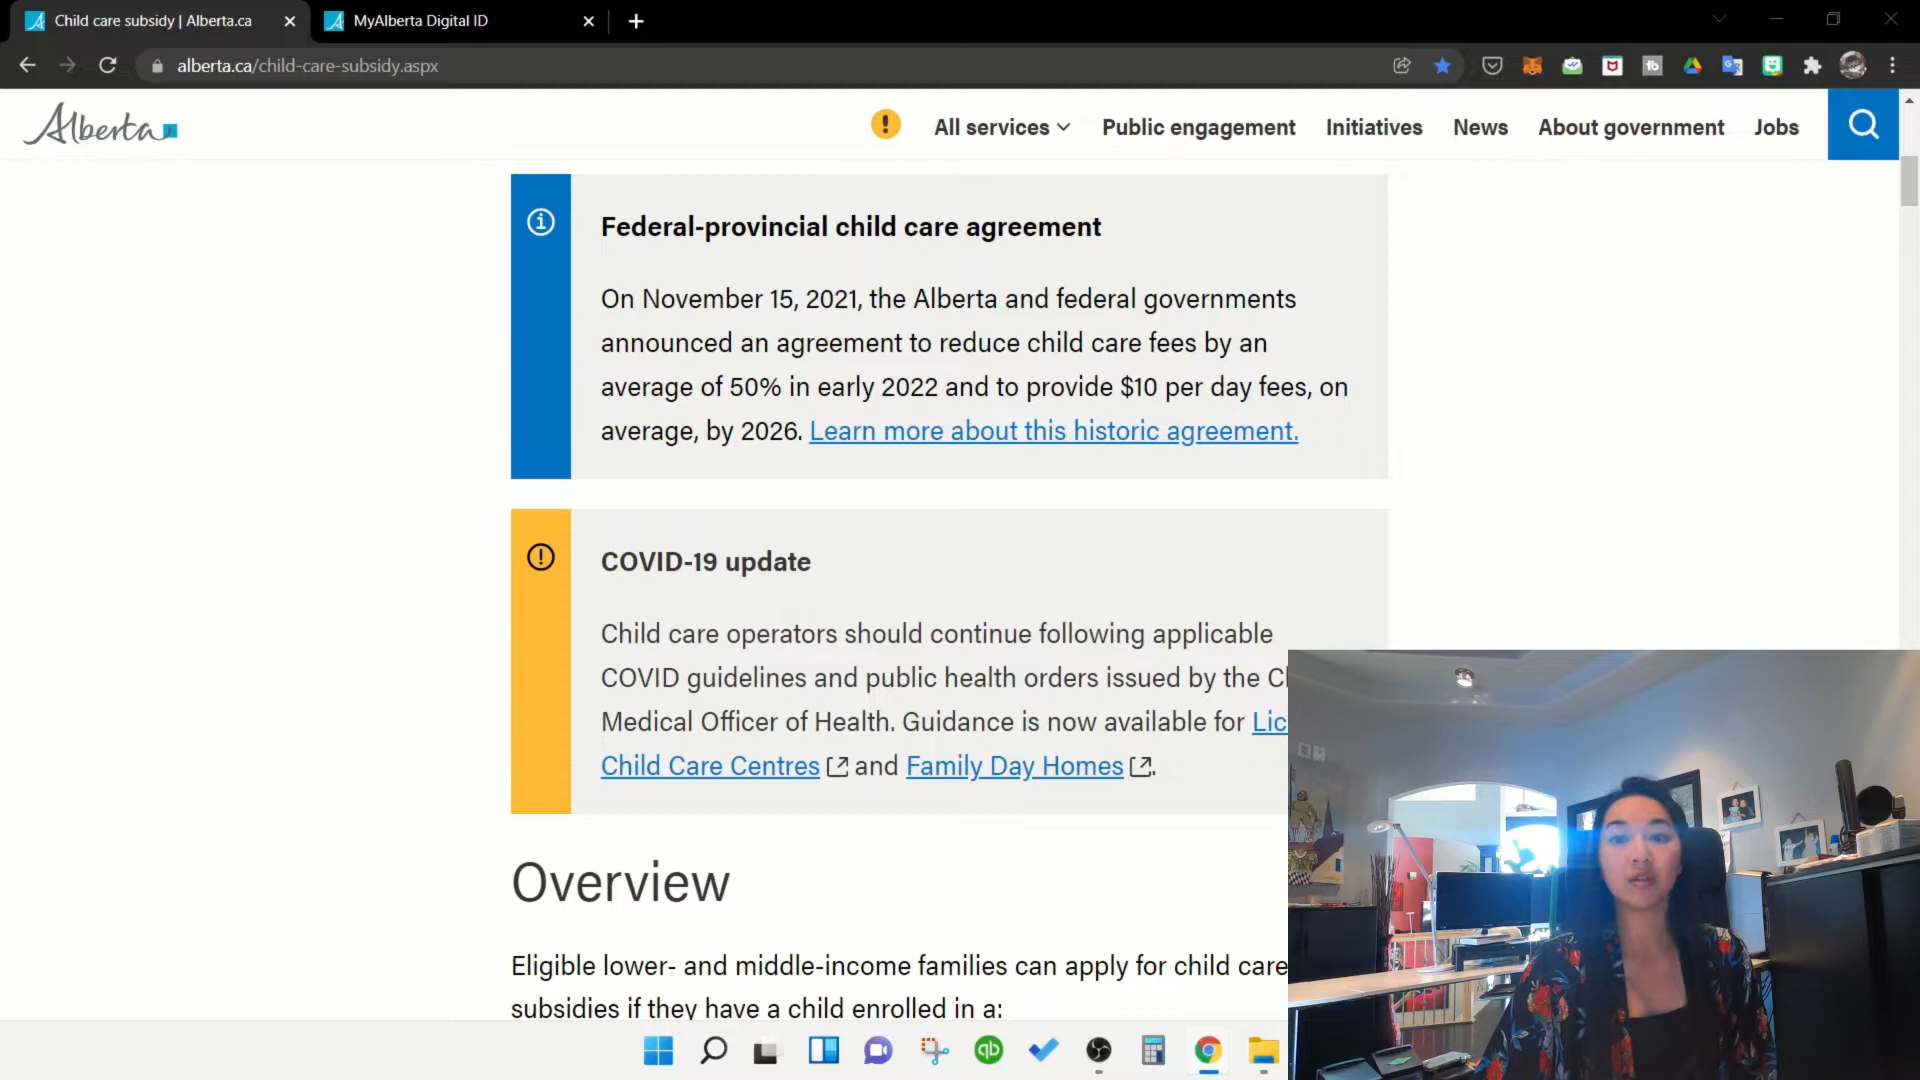 Child care subsidy | Alberta.ca
MyAlberta Digital ID
alberta.ca/child-care-subsidy.aspx
Alberta
All services
Public engagement
Initiatives
News
About government
Jobs
Federal-provincial child care agreement
On November 15, 2021, the Alberta and federal governments
announced an agreement to reduce child care fees by an
average of 50% in early 2022 and to provide $10 per day fees, on
average, by 2026. Learn more about this historic agreement.
COVID-19 update
Child care operators should continue following applicable
COVID guidelines and public health orders issued by the
Medical Officer of Health. Guidance is now available for
Child Care Centres and Family Day Homes.
Overview
Eligible lower- and middle-income families can apply for child care
subsidies if they have a child enrolled in a:
qb